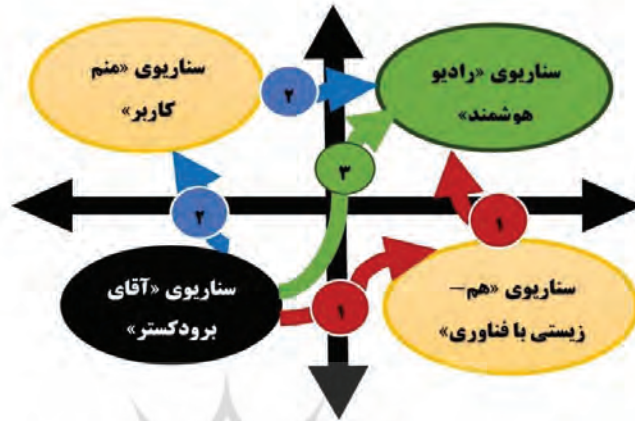 سناریوی «رادیو
هوشمند»
سناریوی «منم
کاربر»
۲
۳
۲
۱
سناریوی «هم–
زیستی با فناوری»
سناریوی «آقای
برودکستر»
۱